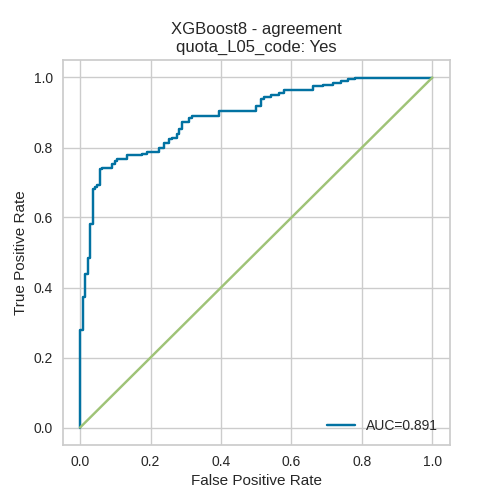 XGBoost8 - agreement
quota_L05_code: Yes
True Positive Rate
1.0
0.8
0.6
0.4
0.2
0.0
AUC=0.891
0.0 0.2 0.4 0.6 0.8 1.0
False Positive Rate